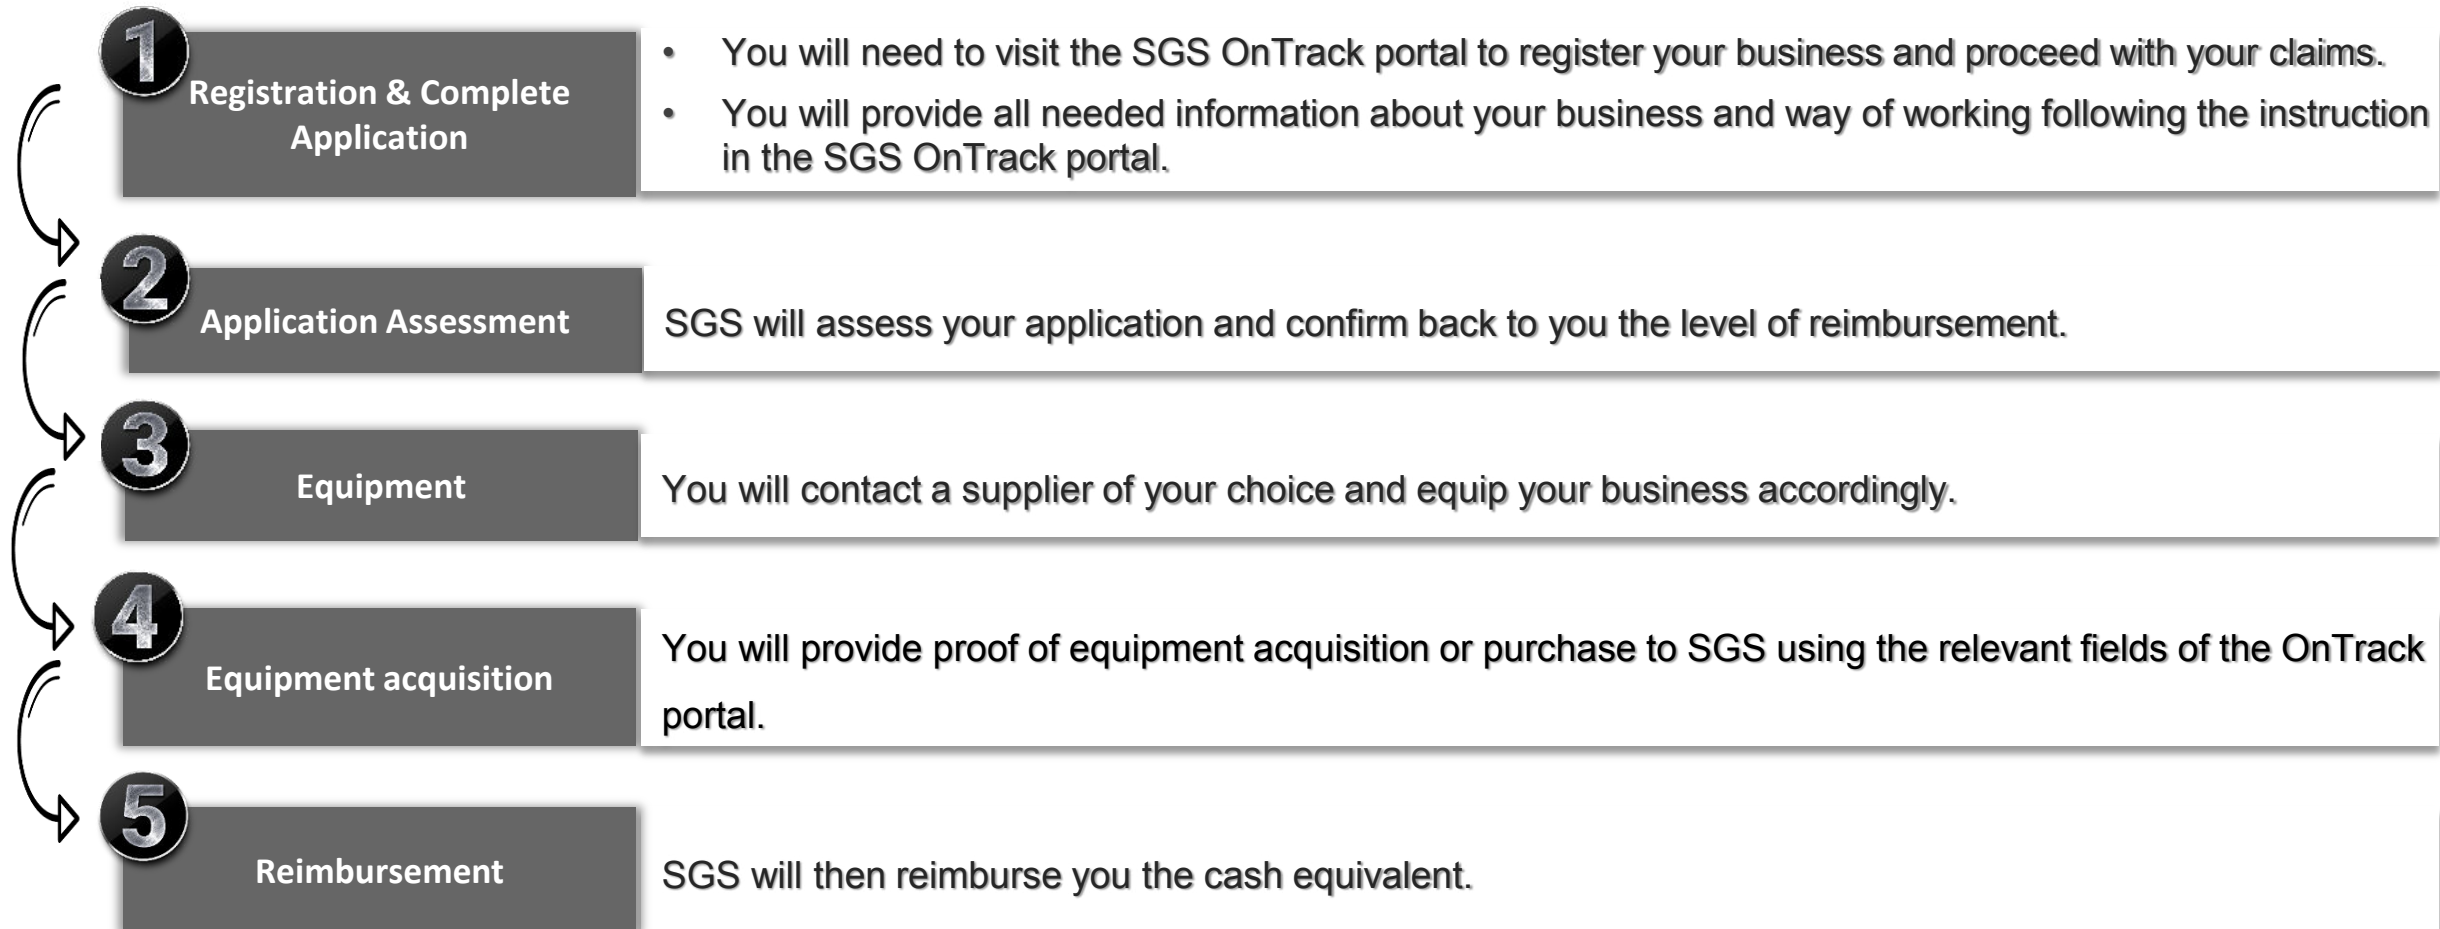 1
Registration & Complete
Application
• You will need to visit the SGS OnTrack portal to register your business and proceed with your claims.
• You will provide all needed information about your business and way of working following the instruction
in the SGS OnTrack portal.
2
Application Assessment
SGS will assess your application and confirm back to you the level of reimbursement.
3
Equipment
You will contact a supplier of your choice and equip your business accordingly.
4
Equipment acquisition
You will provide proof of equipment acquisition or purchase to SGS using the relevant fields of the OnTrack
portal.
5
Reimbursement
SGS will then reimburse you the cash equivalent.